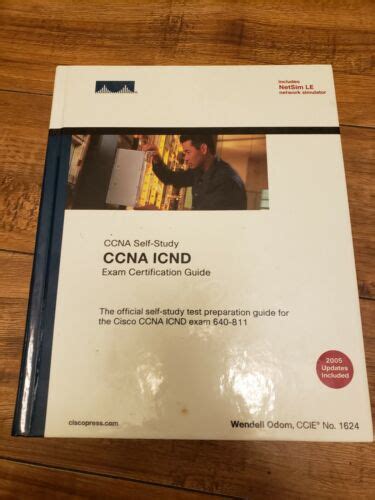 includes
NetSim LE
network simulator
CCNA Self-Study
CCNA ICND
Exam Certification Guide
The official self-study test preparation guide for
the Cisco CCNA ICND exam 640-811
2005
Updates
Included
ciscopress.com
Wendell Odom, CCIE® No. 1624